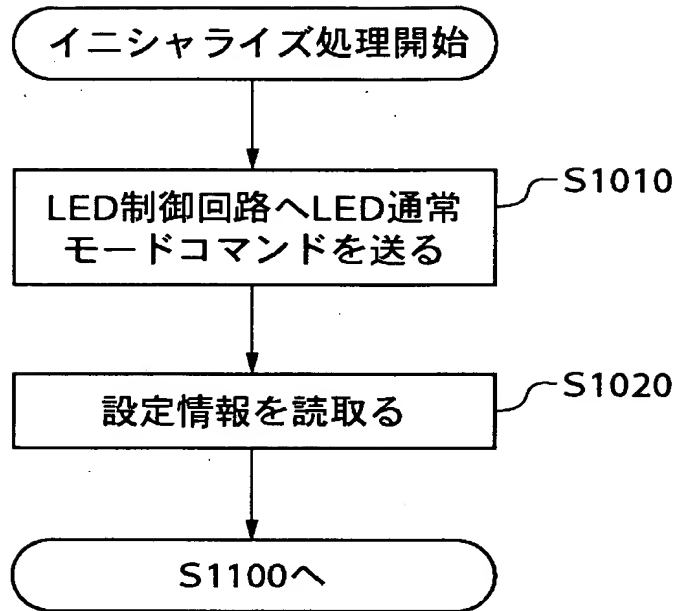 イニシャライズ処理開始
S1010
LED制御回路へLED通常
モードコマンドを送る
S1020
設定情報を読取る
S1100へ